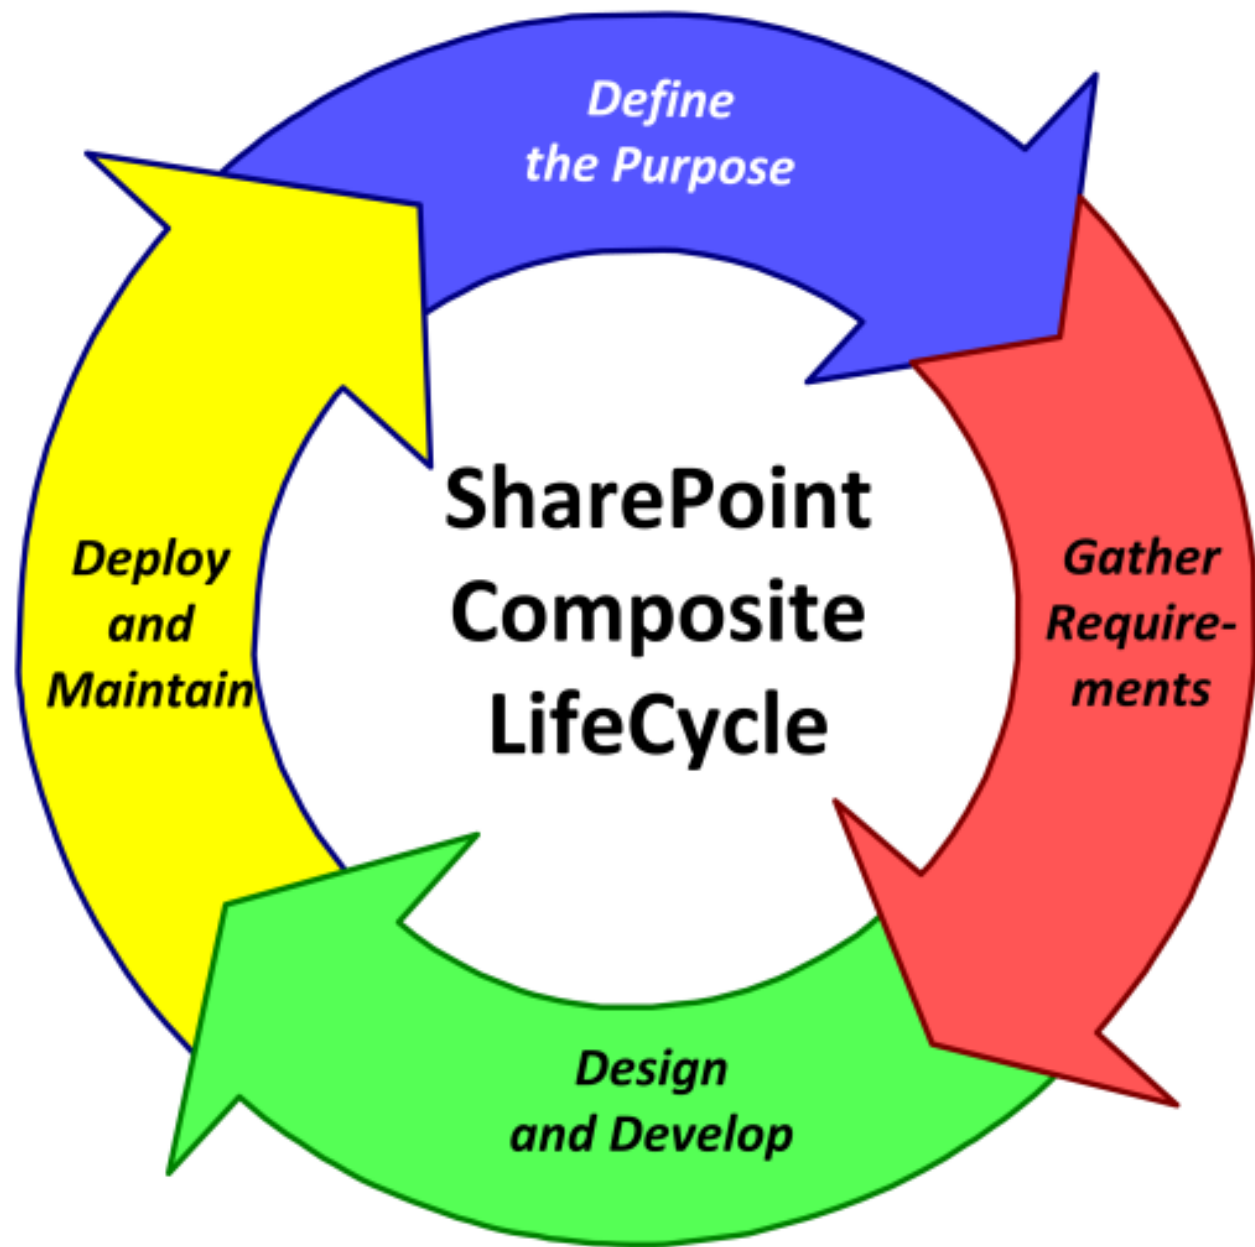 Define
the Purpose
Gather
Require-
ments
Design
and Develop
Deploy
and
Maintain
SharePoint
Composite
LifeCycle